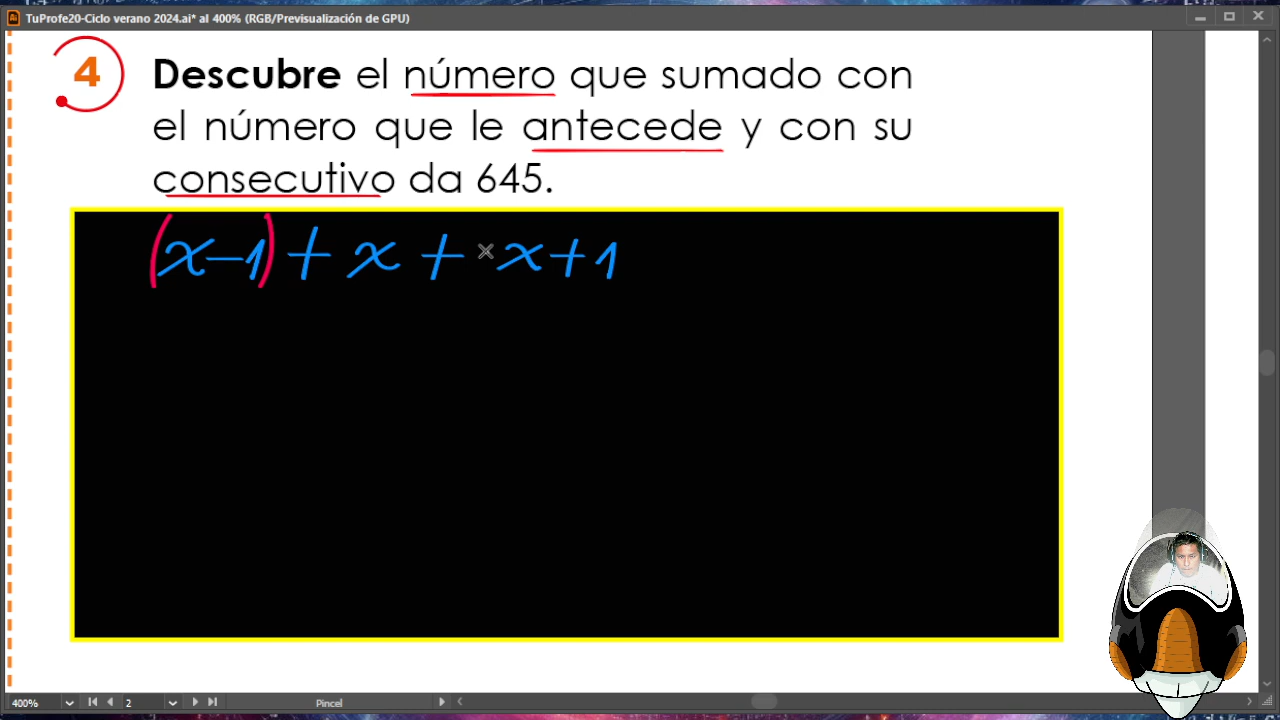 TuProfe20-Ciclo verano 2024.ai* al 400% (RGB/Previsualización de GPU)
4
Descubre el número que sumado con
el número que le antecede y con su
consecutivo da 645.
(x-1) + x + x+1
400%
2
Pincel